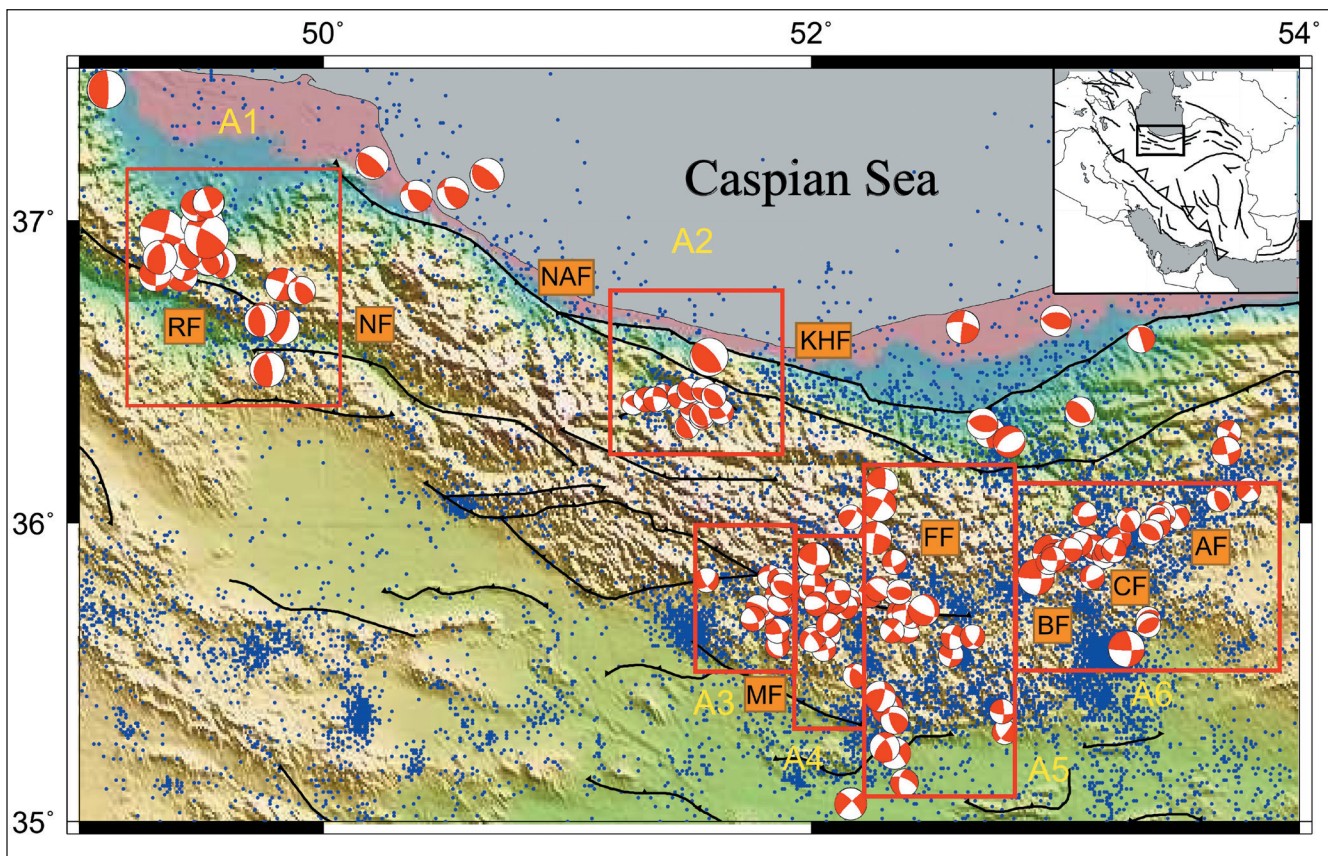 50° 52° 54°
A1
37°
Caspian Sea
A2
NAF
RF NF KHF
36°
FF AF
CF
BF
A3 MF A6
A4 A5
35°